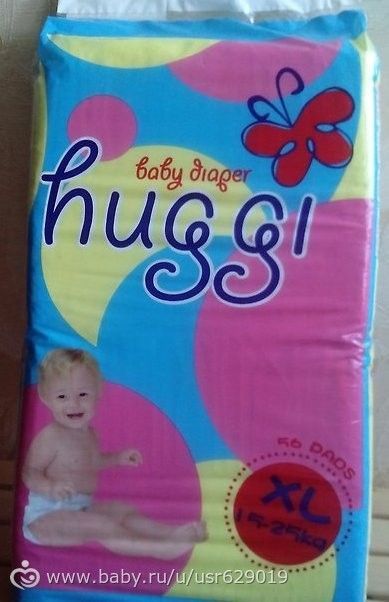 baby diaper
huggi
56 DAOS
XL
15-25kg
www.baby.ru/u/usr629019